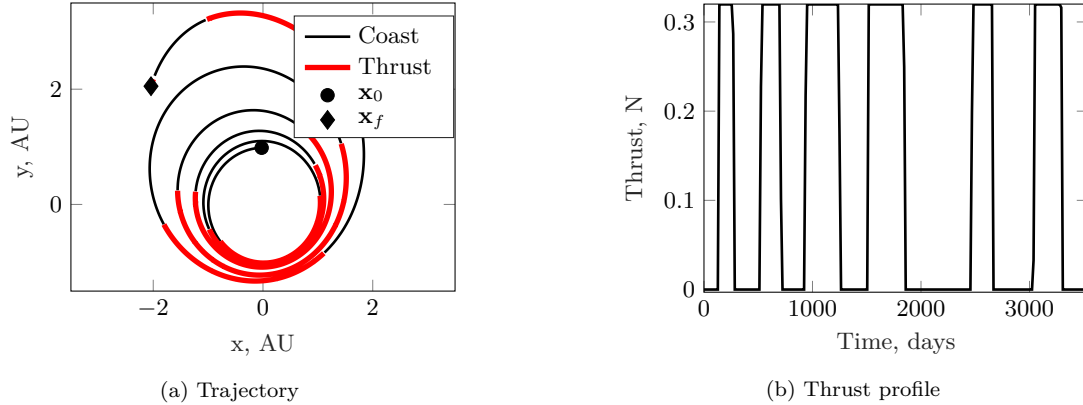 Coast
Thrust
x₀
x_f
2
0
−2
0
2
y, AU
x, AU
(a) Trajectory
0.3
0.2
0.1
0
0
1000
2000
3000
Thrust, N
Time, days
(b) Thrust profile